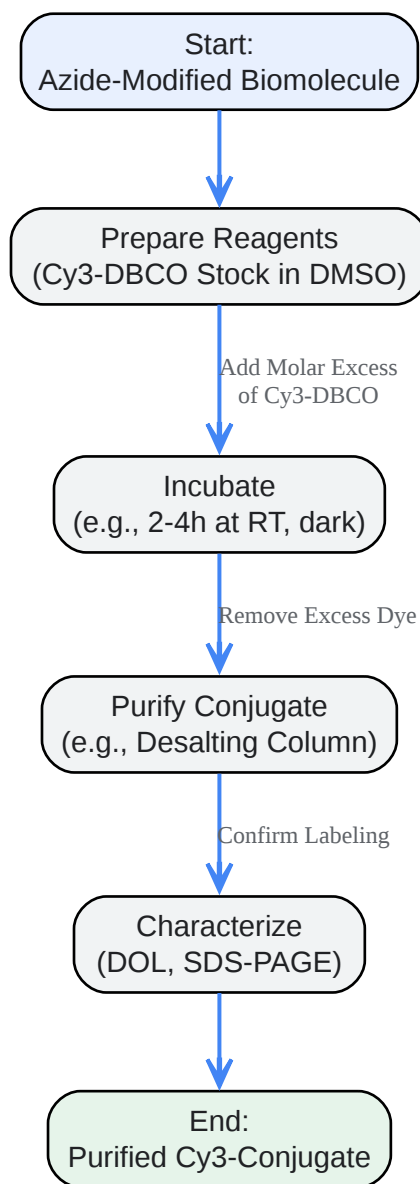 Start:
Azide-Modified Biomolecule
Prepare Reagents
(Cy3-DBCO Stock in DMSO)
Add Molar Excess
of Cy3-DBCO
Incubate
(e.g., 2-4h at RT, dark)
Remove Excess Dye
Purify Conjugate
(e.g., Desalting Column)
Confirm Labeling
Characterize
(DOL, SDS-PAGE)
End:
Purified Cy3-Conjugate